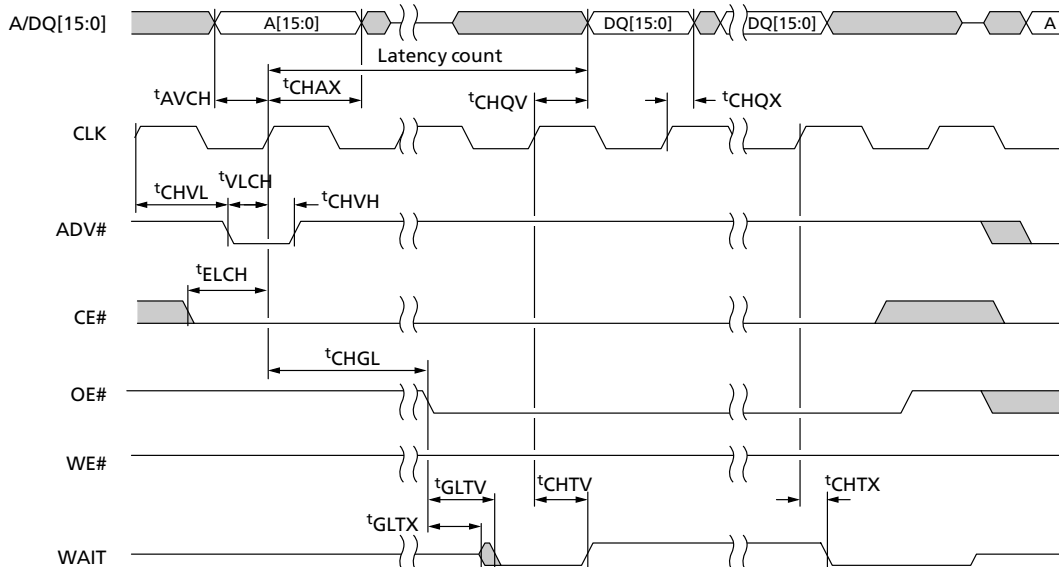 A/DQ[15:0] A[15:0] DQ[15:0] DQ[15:0] A
Latency count
tAVCH tCHAX tCHQV tCHQX
CLK
tCHVL tVLCH tCHVH
ADV#
tELCH
CE#
tCHGL
OE#
WE#
tGLTV tCHTV tCHTX
tGLTX
WAIT